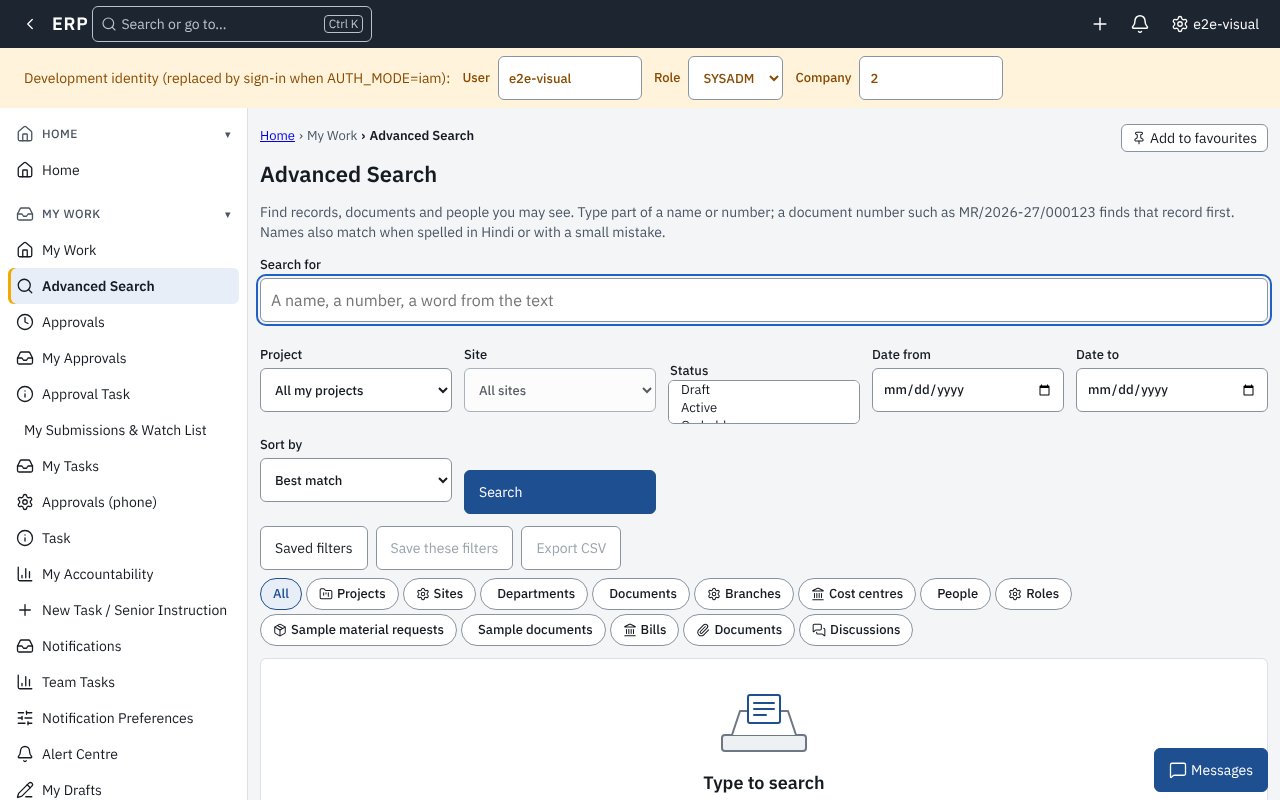 ERP
Search or go to...
Ctrl K
e2e-visual
Development identity (replaced by sign-in when AUTH_MODE=iam):
User
e2e-visual
Role
SYSADM
Company
2
HOME
Home
MY WORK
My Work
Advanced Search
Approvals
My Approvals
Approval Task
My Submissions & Watch List
My Tasks
Approvals (phone)
Task
My Accountability
New Task / Senior Instruction
Notifications
Team Tasks
Notification Preferences
Alert Centre
My Drafts
Home › My Work › Advanced Search
Add to favourites
Advanced Search
Find records, documents and people you may see. Type part of a name or number; a document number such as MR/2026-27/000123 finds that record first.
Names also match when spelled in Hindi or with a small mistake.
Search for
A name, a number, a word from the text
Project
All my projects
Site
All sites
Status
Draft
Active
Date from
mm/dd/yyyy
Date to
mm/dd/yyyy
Sort by
Best match
Search
Saved filters
Save these filters
Export CSV
All
Projects
Sites
Departments
Documents
Branches
Cost centres
People
Roles
Sample material requests
Sample documents
Bills
Documents
Discussions
Type to search
Messages